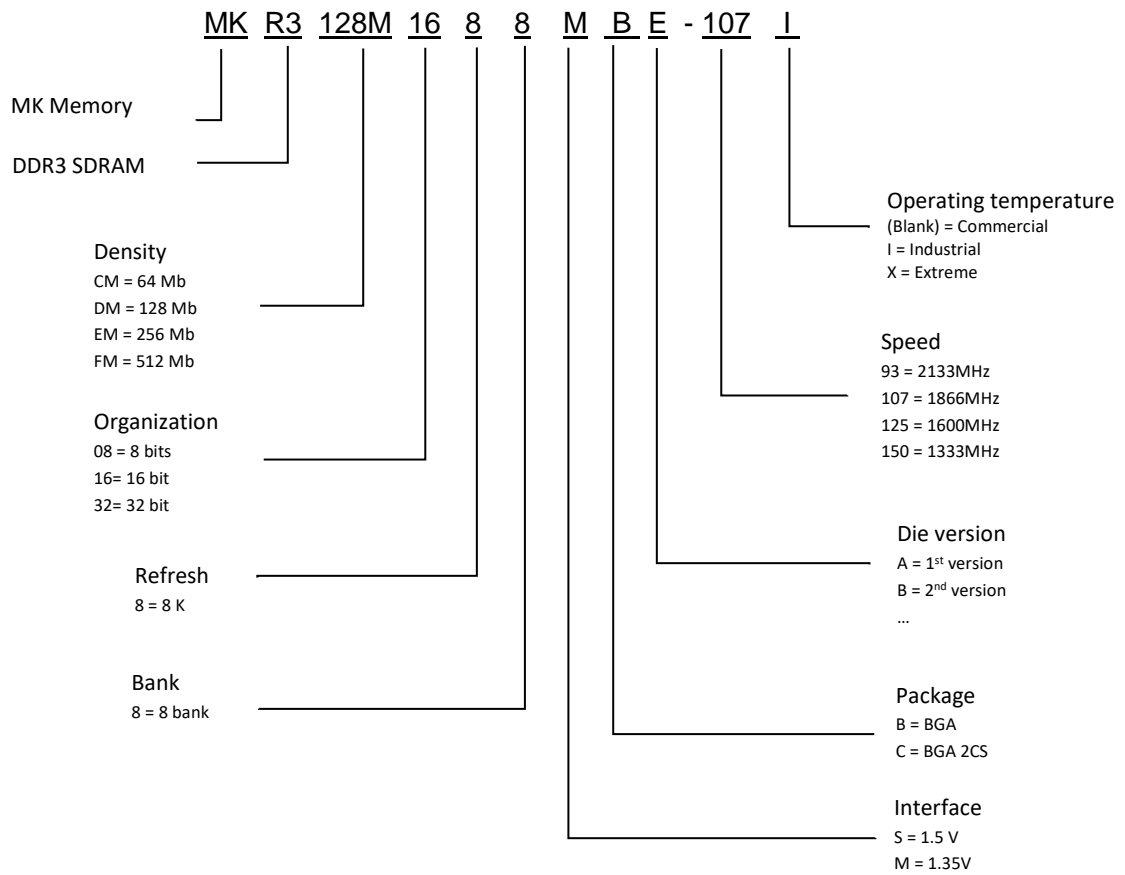 MK R3 128M 16 8 8 M B E - 107 I
MK Memory
DDR3 SDRAM
Density
CM = 64 Mb
DM = 128 Mb
EM = 256 Mb
FM = 512 Mb
Organization
08 = 8 bits
16= 16 bit
32= 32 bit
Refresh
8 = 8 K
Bank
8 = 8 bank
Operating temperature
(Blank) = Commercial
I = Industrial
X = Extreme
Speed
93 = 2133MHz
107 = 1866MHz
125 = 1600MHz
150 = 1333MHz
Die version
A = 1st version
B = 2nd version
...
Package
B = BGA
C = BGA 2CS
Interface
S = 1.5 V
M = 1.35V